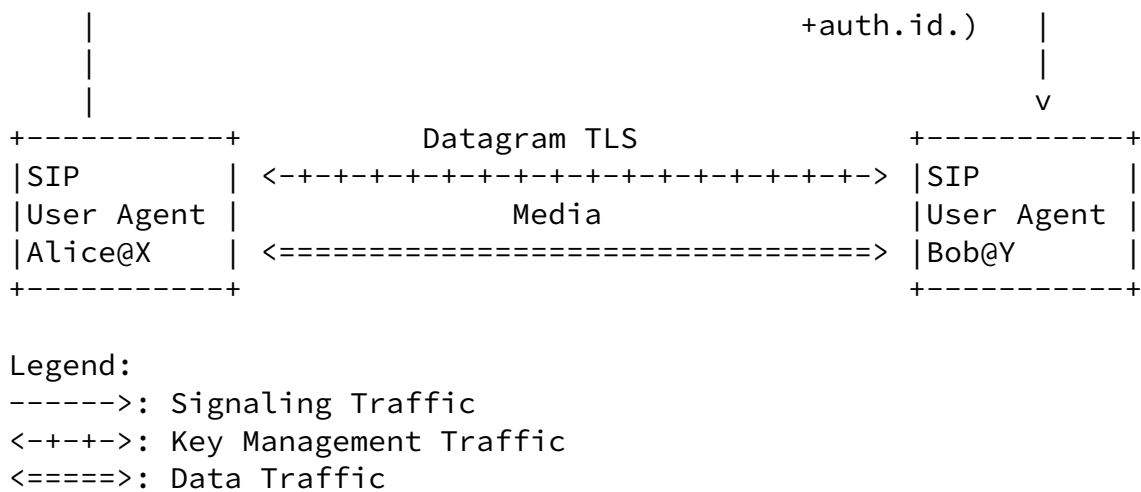 |                                       +auth.id.)   |
     |                                                    |
     |                                                    v
+-----------+          Datagram TLS               +-----------+
|SIP        | <-+-+-+-+-+-+-+-+-+-+-+-+-+-+-+-+-> |SIP        |
|User Agent |               Media                 |User Agent |
|Alice@X    | <=================================> |Bob@Y      |
+-----------+                                     +-----------+

Legend:
------>: Signaling Traffic
<-+-+->: Key Management Traffic
<=====>: Data Traffic